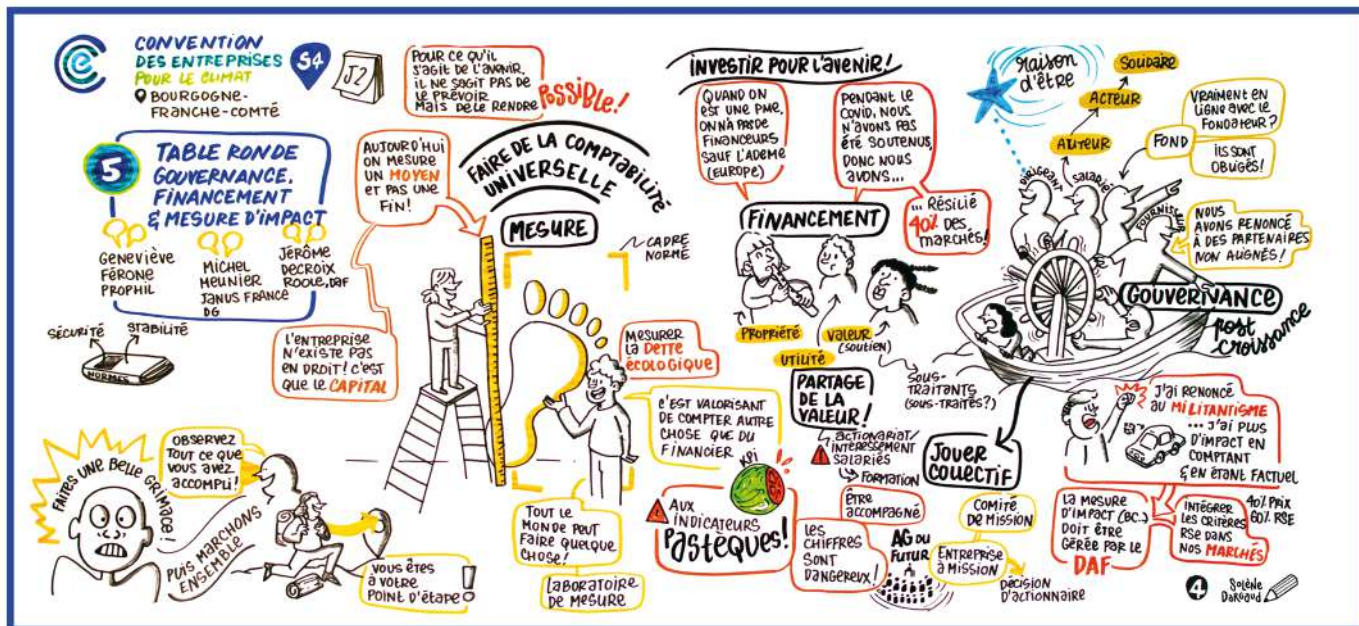 CONVENTION
DES ENTREPRISES
POUR LE CLIMAT
BOURGOGNE-
FRANCHE-COMTÉ
S4
J2
5
TABLE RONDE
GOUVERNANCE,
FINANCEMENT
& MESURE D'IMPACT
Geneviève
Férone
Prophil
Michel
Meunier
Janus France
DG
Jérôme
Decroix
Roole, DAF
SÉCURITÉ
STABILITÉ
NORMES
POUR CE QU'IL
S'AGIT DE L'AVENIR,
IL NE SAGIT PAS DE
LE PRÉVOIR
MAIS DE LE RENDRE
POSSIBLE!
AUJOURD'HUI
ON MESURE
UN MOYEN
ET PAS UNE
FIN!
L'ENTREPRISE
N'EXISTE PAS
EN DROIT! C'EST
QUE LE CAPITAL
FAIRE DE LA COMPTABILITÉ
UNIVERSELLE
MESURE
CADRE
NORMÉ
MESURER
LA DETTE
ÉCOLOGIQUE
C'EST VALORISANT
DE COMPTER AUTRE
CHOSE QUE DU
FINANCIER
TOUT LE
MONDE PEUT
FAIRE QUELQUE
CHOSE!
LABORATOIRE
DE MESURE
FAITES UNE BELLE GRIMACE!
OBSERVEZ
TOUT CE QUE
VOUS AVEZ
ACCOMPLI!
PUIS MARCHONS
ENSEMBLE
VOUS ÊTES
À VOTRE
POINT D'ÉTAPE!
KPI
AUX
INDICATEURS
PASTÈQUES!
INVESTIR POUR L'AVENIR!
QUAND ON
EST UNE PME,
ON N'A PAS DE
FINANCEURS
SAUF L'ADEME
(EUROPE)
PENDANT LE
COVID, NOUS
N'AVONS PAS
ÉTÉ SOUTENUS,
DONC NOUS
AVONS...
... RÉSILIÉ
40% DES
MARCHÉS!
FINANCEMENT
PROPRIÉTÉ
UTILITÉ
VALEUR
(SOUTIEN)
SOUS-
TRAITANTS
(SOUS-TRAITÉS?)
PARTAGE
DE LA
VALEUR!
ACTIONARIAT/
INTÉRESSEMENT
SALARIÉS
FORMATION
ÊTRE
ACCOMPAGNÉ
LES
CHIFFRES
SONT
DANGEREUX!
JOUER
COLLECTIF
AG DU
FUTUR
COMITÉ
DE MISSION
ENTREPRISE
À MISSION
DÉCISION
D'ACTIONNAIRE
RAISON
D'ÊTRE
SOLIDAIRE
ACTEUR
AUTEUR
DIRIGEANT
SALARIÉ
FOURNISSEUR
FOND
VRAIMENT EN
LIGNE AVEC LE
FONDATEUR?
ILS SONT
OBLIGÉS!
NOUS
AVONS RENONCÉ
À DES PARTENAIRES
NON ALIGNÉS!
GOUVERNANCE
POST
CROISSANCE
J'AI RENONCÉ
AU MILITANTISME
... J'AI PLUS
D'IMPACT EN
COMPTANT
& EN ÉTANT FACTUEL
LA MESURE
D'IMPACT (BC..)
DOIT ÊTRE
GÉRÉE PAR LE
DAF
INTÉGRER
LES CRITÈRES
RSE DANS
NOS MARCHÉS
40% PRIX
60% RSE
4
Solène
Dargaud